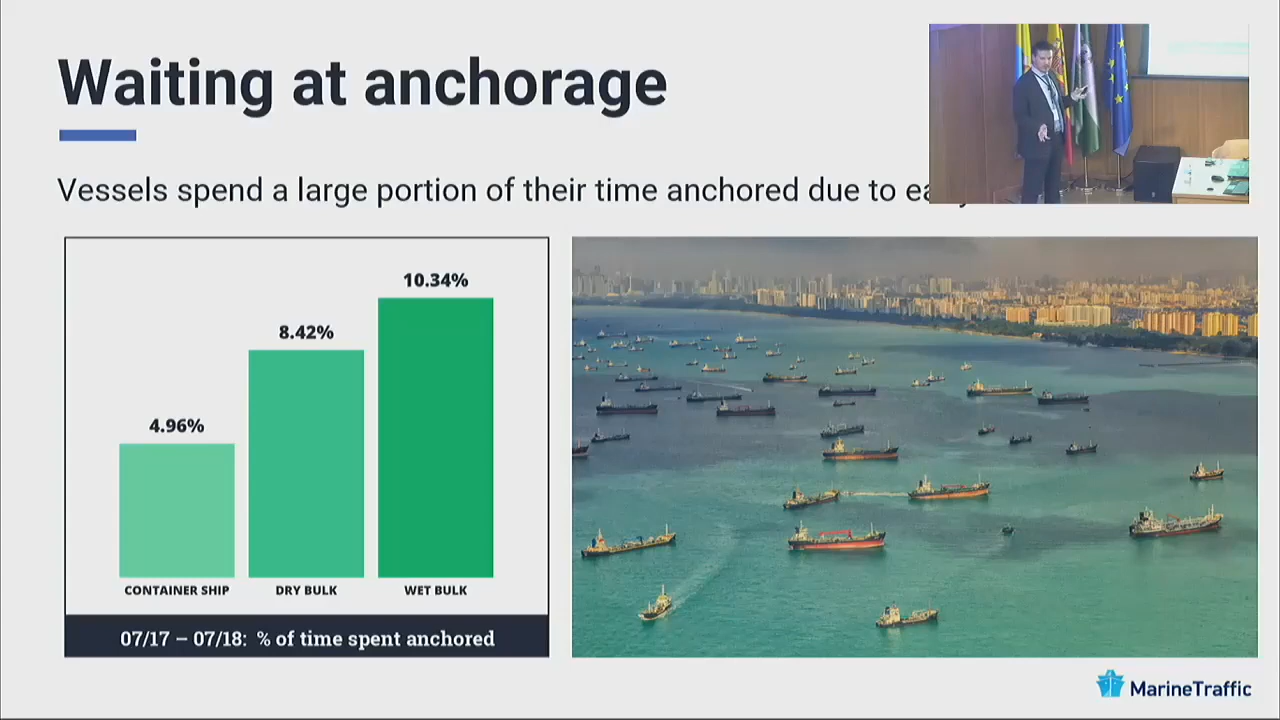 Waiting at anchorage
Vessels spend a large portion of their time anchored due to
10.34%
8.42%
4.96%
CONTAINER SHIP DRY BULK WET BULK
07/17 – 07/18: % of time spent anchored
MarineTraffic